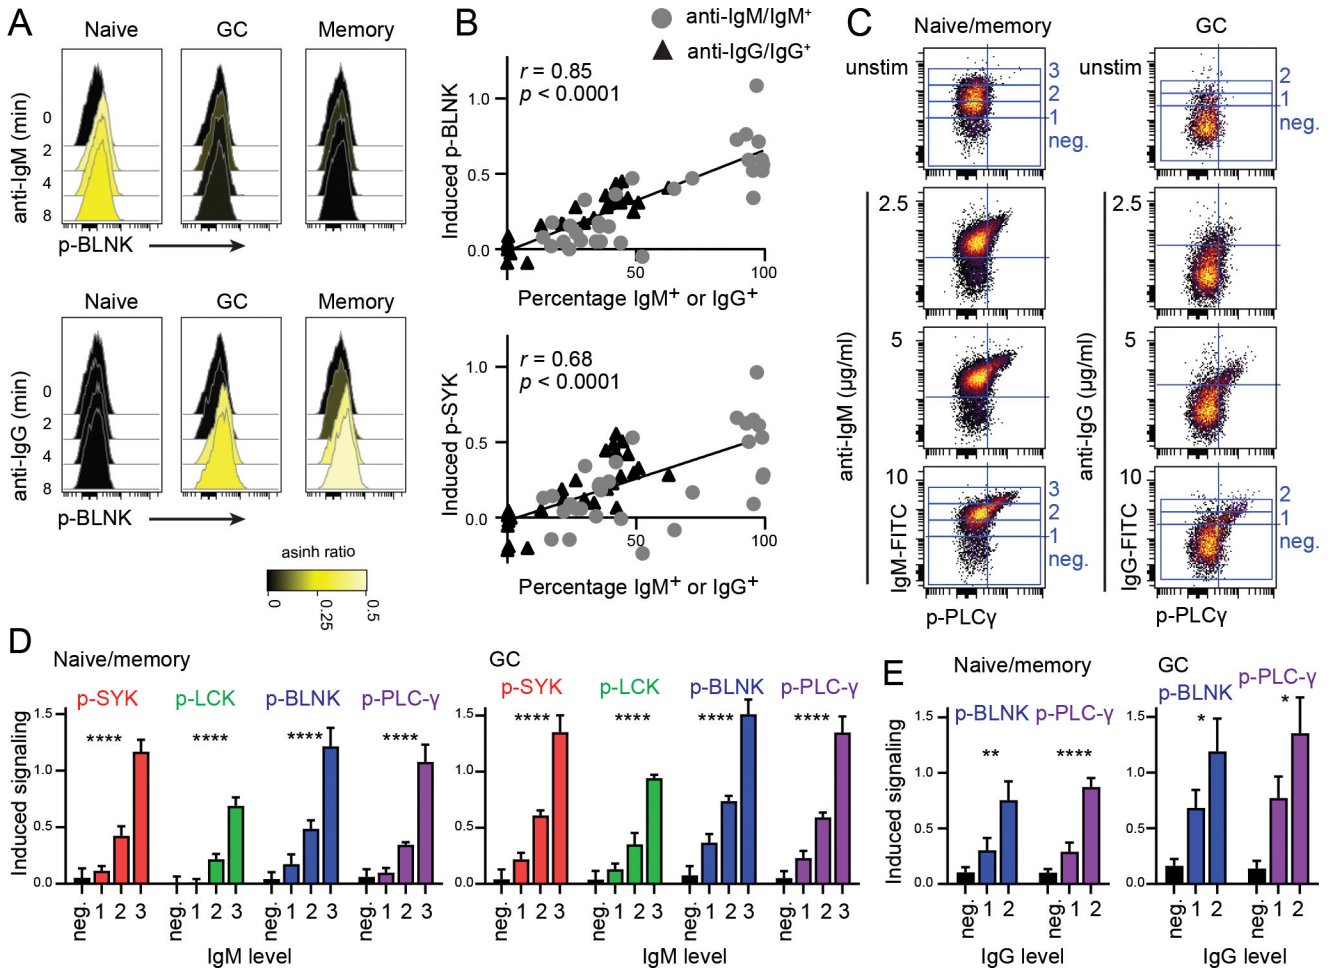 A
Naive GC Memory
anti-IgM (min)
0
2
4
8
p-BLNK
Naive GC Memory
anti-IgG (min)
0
2
4
8
p-BLNK
asinh ratio
0 0.25 0.5
B
anti-IgM/IgM+
anti-IgG/IgG+
r = 0.85
p < 0.0001
Induced p-BLNK
1.0
0.5
0.0
50 100
Percentage IgM+ or IgG+
r = 0.68
p < 0.0001
Induced p-SYK
1.0
0.5
0.0
50 100
Percentage IgM+ or IgG+
C
Naive/memory GC
unstim
3
2
1
neg.
unstim
2
1
neg.
2.5
5
10
anti-IgM (µg/ml)
IgM-FITC
3
2
1
neg.
p-PLCγ
2.5
5
10
anti-IgG (µg/ml)
IgG-FITC
2
1
neg.
p-PLCγ
D
Naive/memory
p-SYK p-LCK p-BLNK p-PLC-γ
**** **** **** ****
Induced signaling
1.5
1.0
0.5
0.0
neg. 1 2 3 neg. 1 2 3 neg. 1 2 3 neg. 1 2 3
IgM level
GC
p-SYK p-LCK p-BLNK p-PLC-γ
**** **** **** ****
1.5
1.0
0.5
0.0
neg. 1 2 3 neg. 1 2 3 neg. 1 2 3 neg. 1 2 3
IgM level
E
Naive/memory
p-BLNK p-PLC-γ
** ****
Induced signaling
1.5
1.0
0.5
0.0
neg. 1 2 neg. 1 2
IgG level
GC
p-BLNK p-PLC-γ
* *
1.5
1.0
0.5
0.0
neg. 1 2 neg. 1 2
IgG level